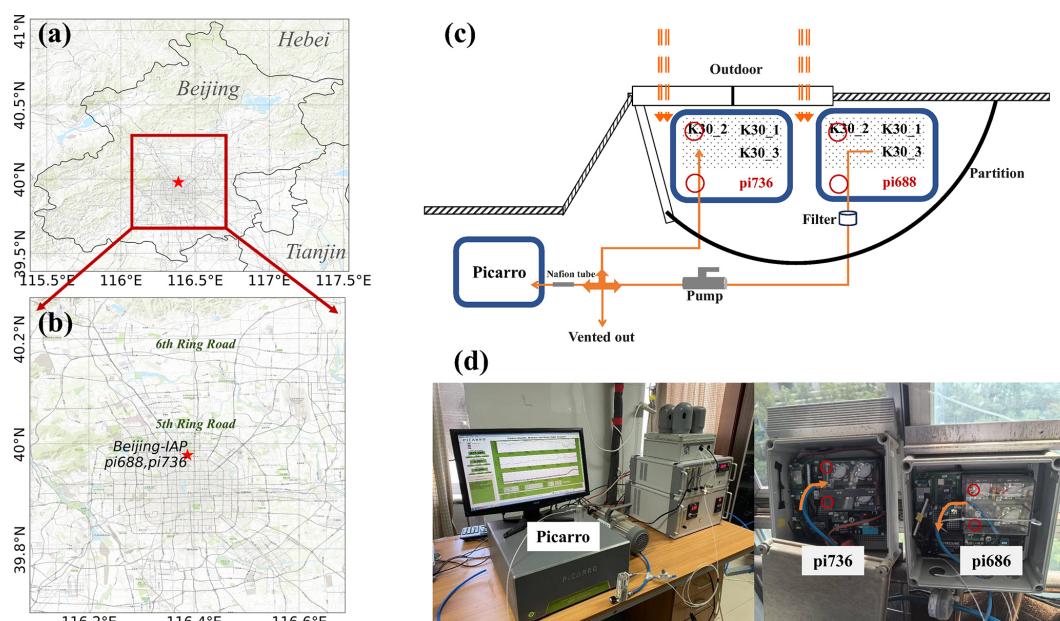 (a)
41°N
40.5°N
40°N
39.5°N
Hebei
Beijing
Tianjin
115.5°E
116°E
116.5°E
117°E
117.5°E
(b)
40.2°N
40°N
39.8°N
6th Ring Road
5th Ring Road
Beijing-IAP
pi688,pi736
116.2°E
116.4°E
116.6°E
(c)
Outdoor
K30_2
K30_1
K30_3
pi736
K30_2
K30_1
K30_3
pi688
Partition
Filter
Picarro
Nafion tube
Pump
Vented out
(d)
PICARRO
Picarro
PICARRO
pi736
pi686